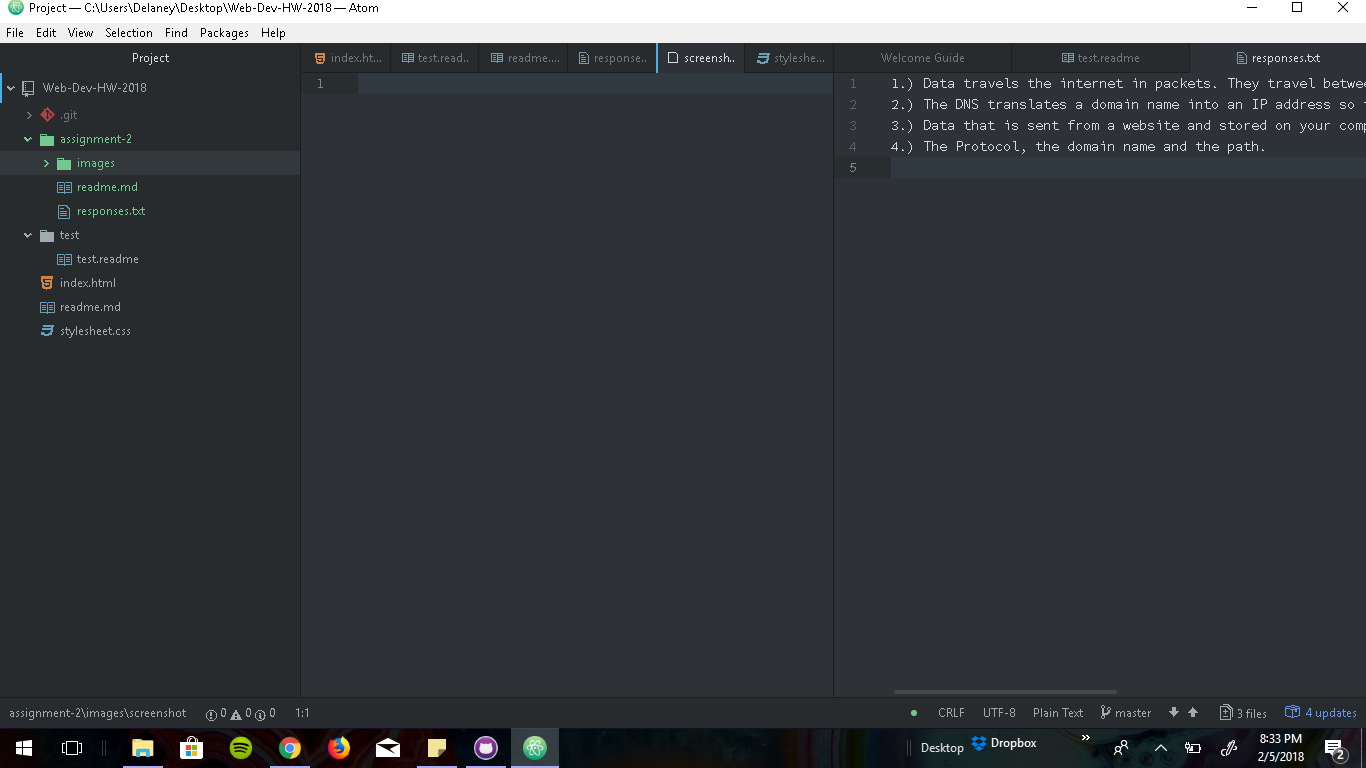 Project — C:\Users\Delaney\Desktop\Web-Dev-HW-2018 — Atom
File Edit View Selection Find Packages Help
Project
Web-Dev-HW-2018
.git
assignment-2
images
readme.md
responses.txt
test
test.readme
index.html
readme.md
stylesheet.css
index.ht... test.read.. readme.... response.. screensh.. styleshe...
1
Welcome Guide test.readme responses.txt
1 1.) Data travels the internet in packets. They travel betwe
2 2.) The DNS translates a domain name into an IP address so
3 3.) Data that is sent from a website and stored on your com
4 4.) The Protocol, the domain name and the path.
5
assignment-2\images\screenshot 0 0 0 1:1 CRLF UTF-8 Plain Text master 3 files 4 updates
Desktop Dropbox » 8:33 PM
2/5/2018 2